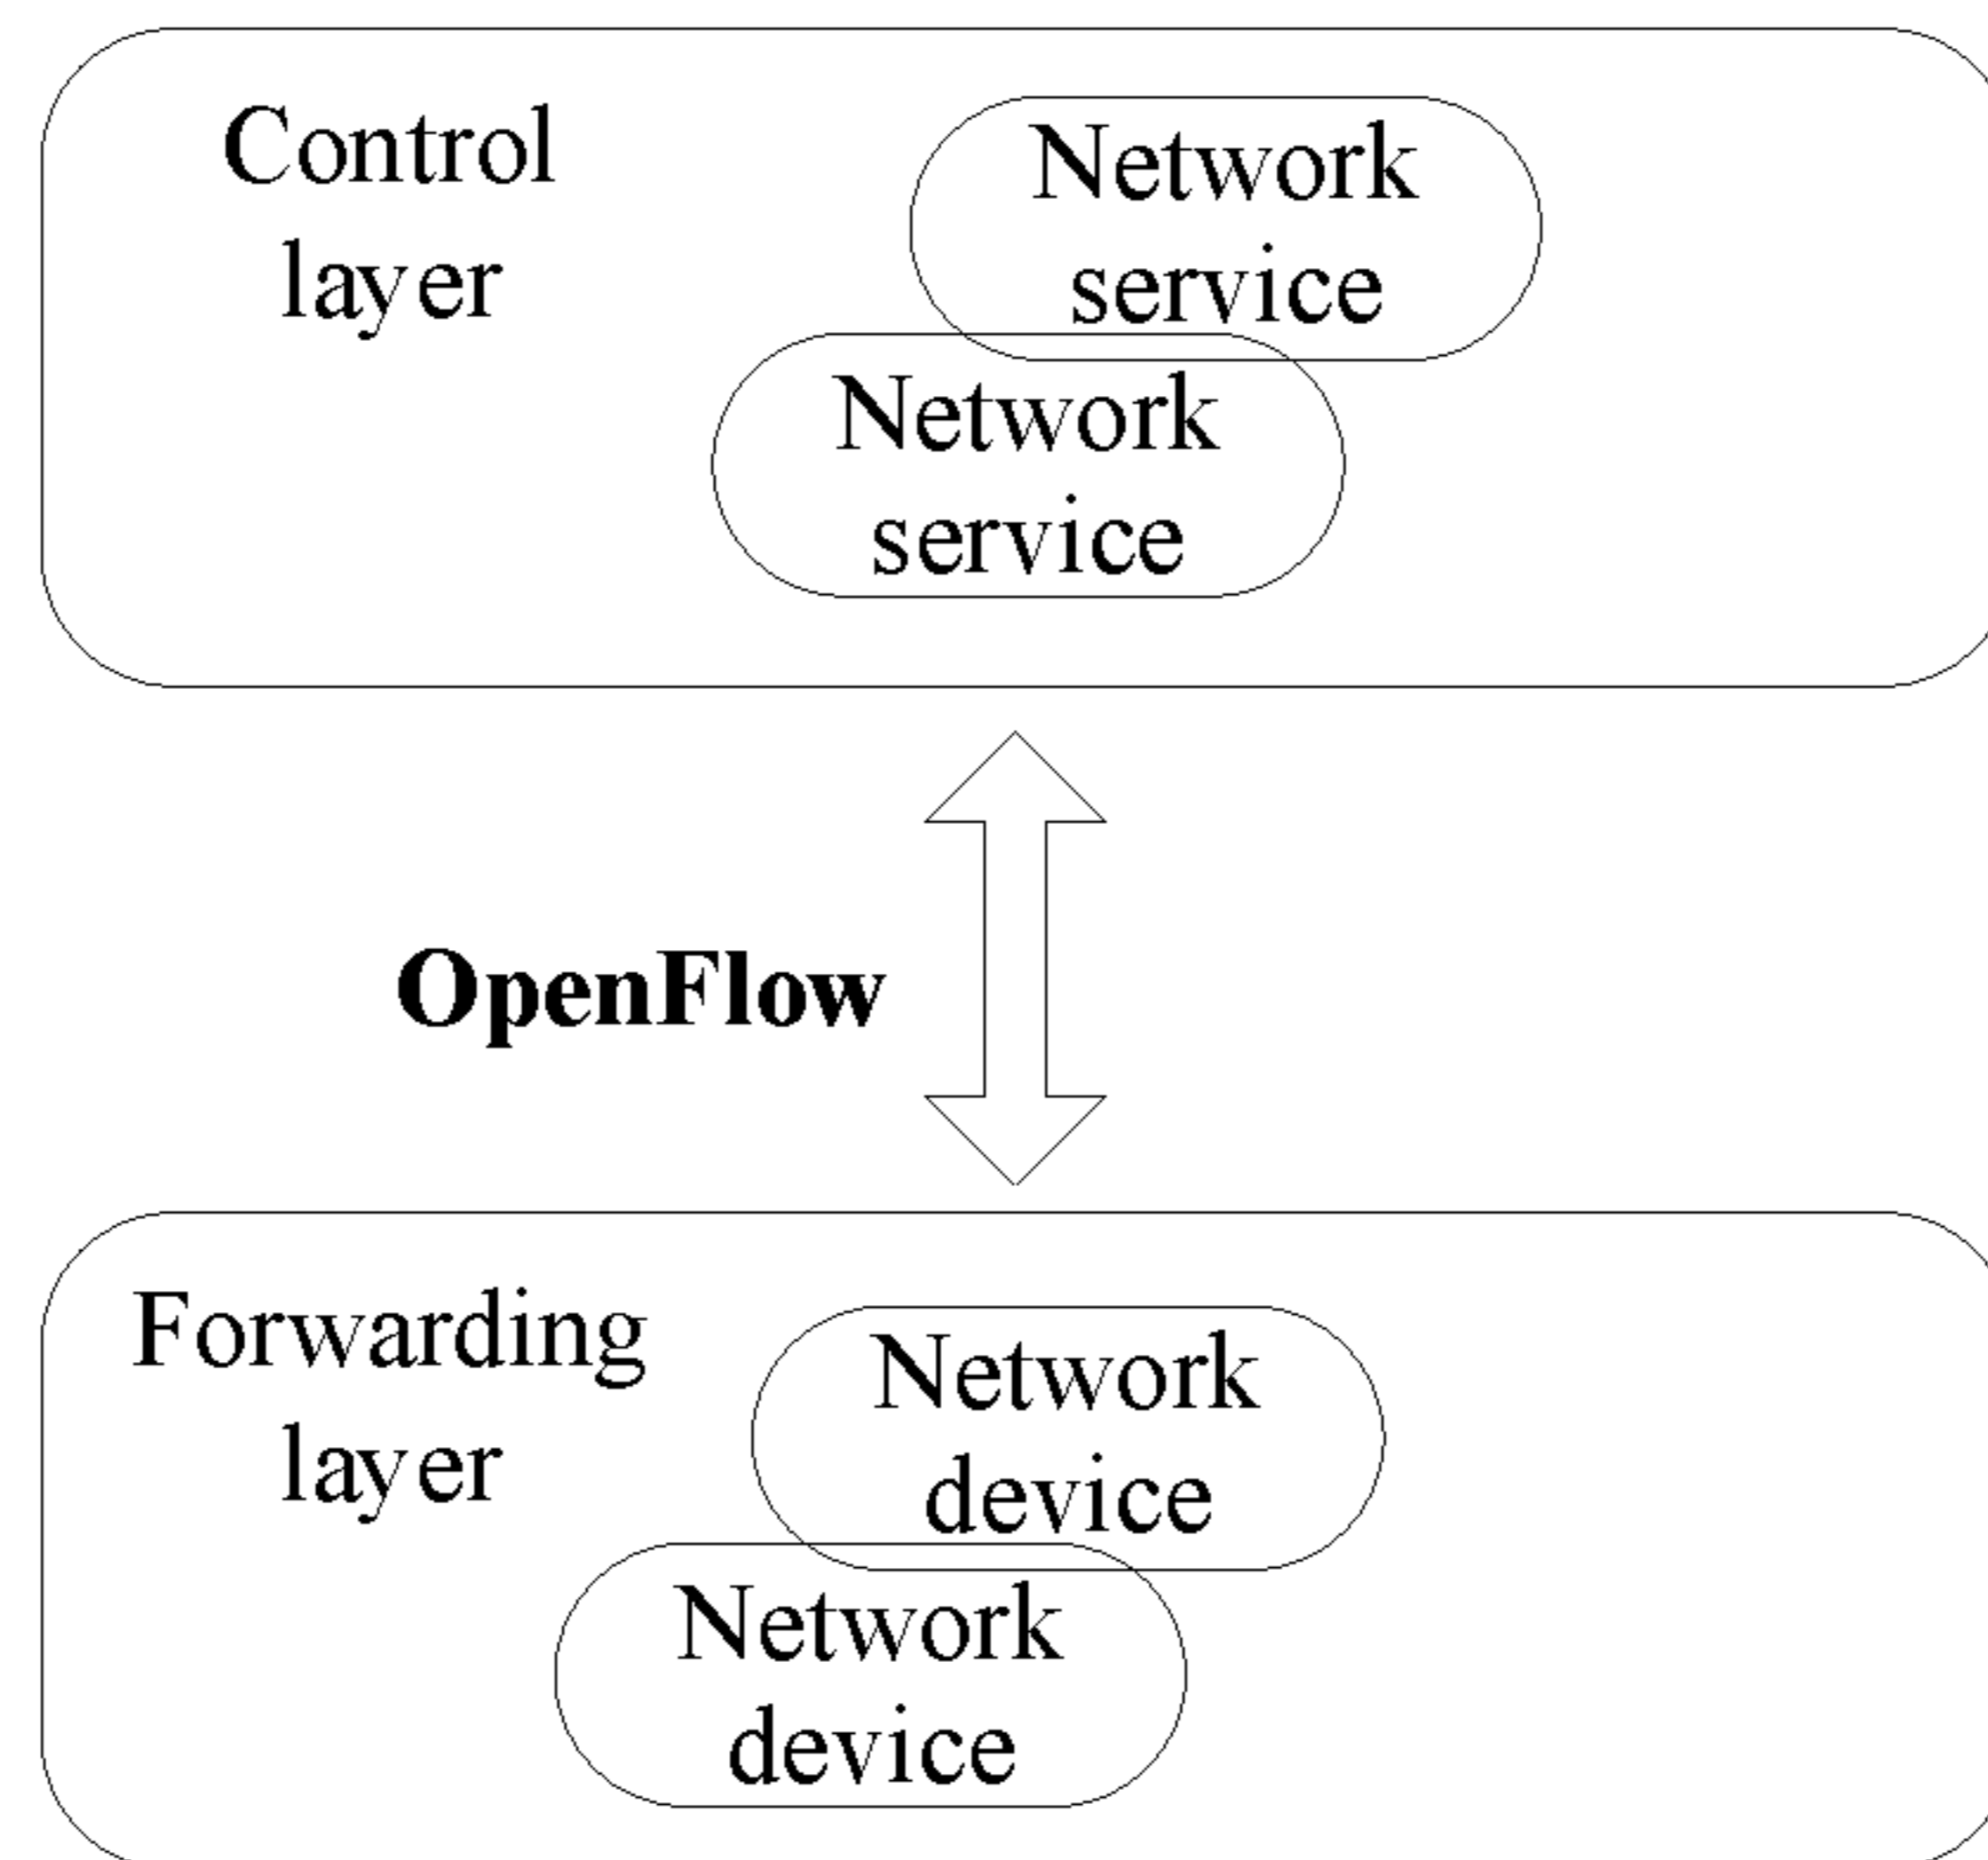 Control
layer
Network
service
Network
service
OpenFlow
Forwarding
layer
Network
device
Network
device